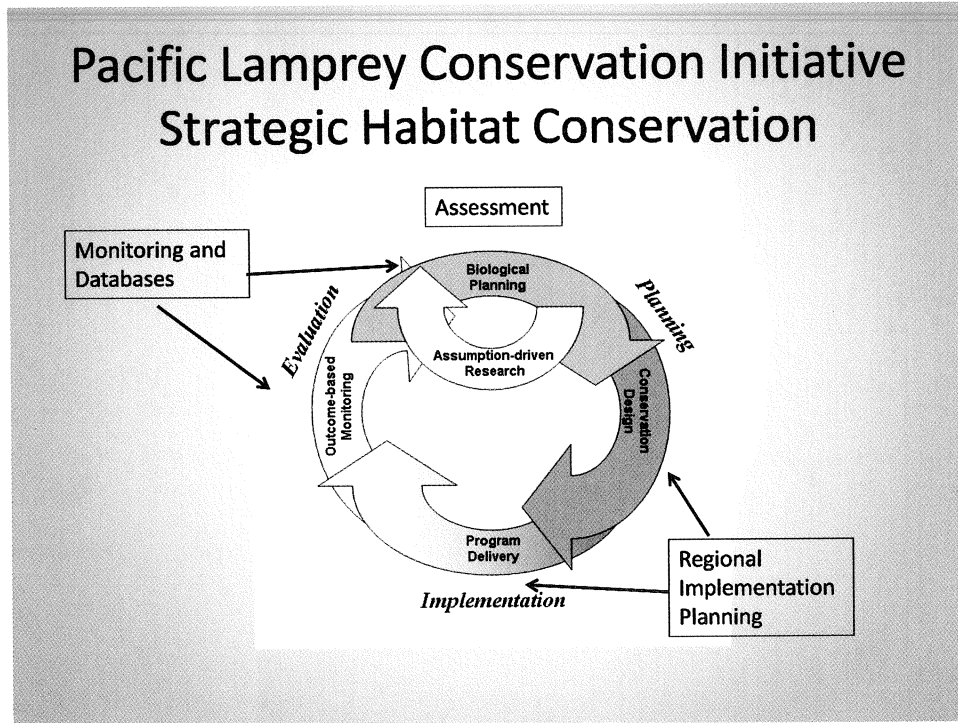 Pacific Lamprey Conservation Initiative
Strategic Habitat Conservation
Assessment
Monitoring and
Databases
Biological
Planning
Planning
Evaluation
Assumption-driven
Research
Outcome-based
Monitoring
Conservation
Design
Program
Delivery
Implementation
Regional
Implementation
Planning